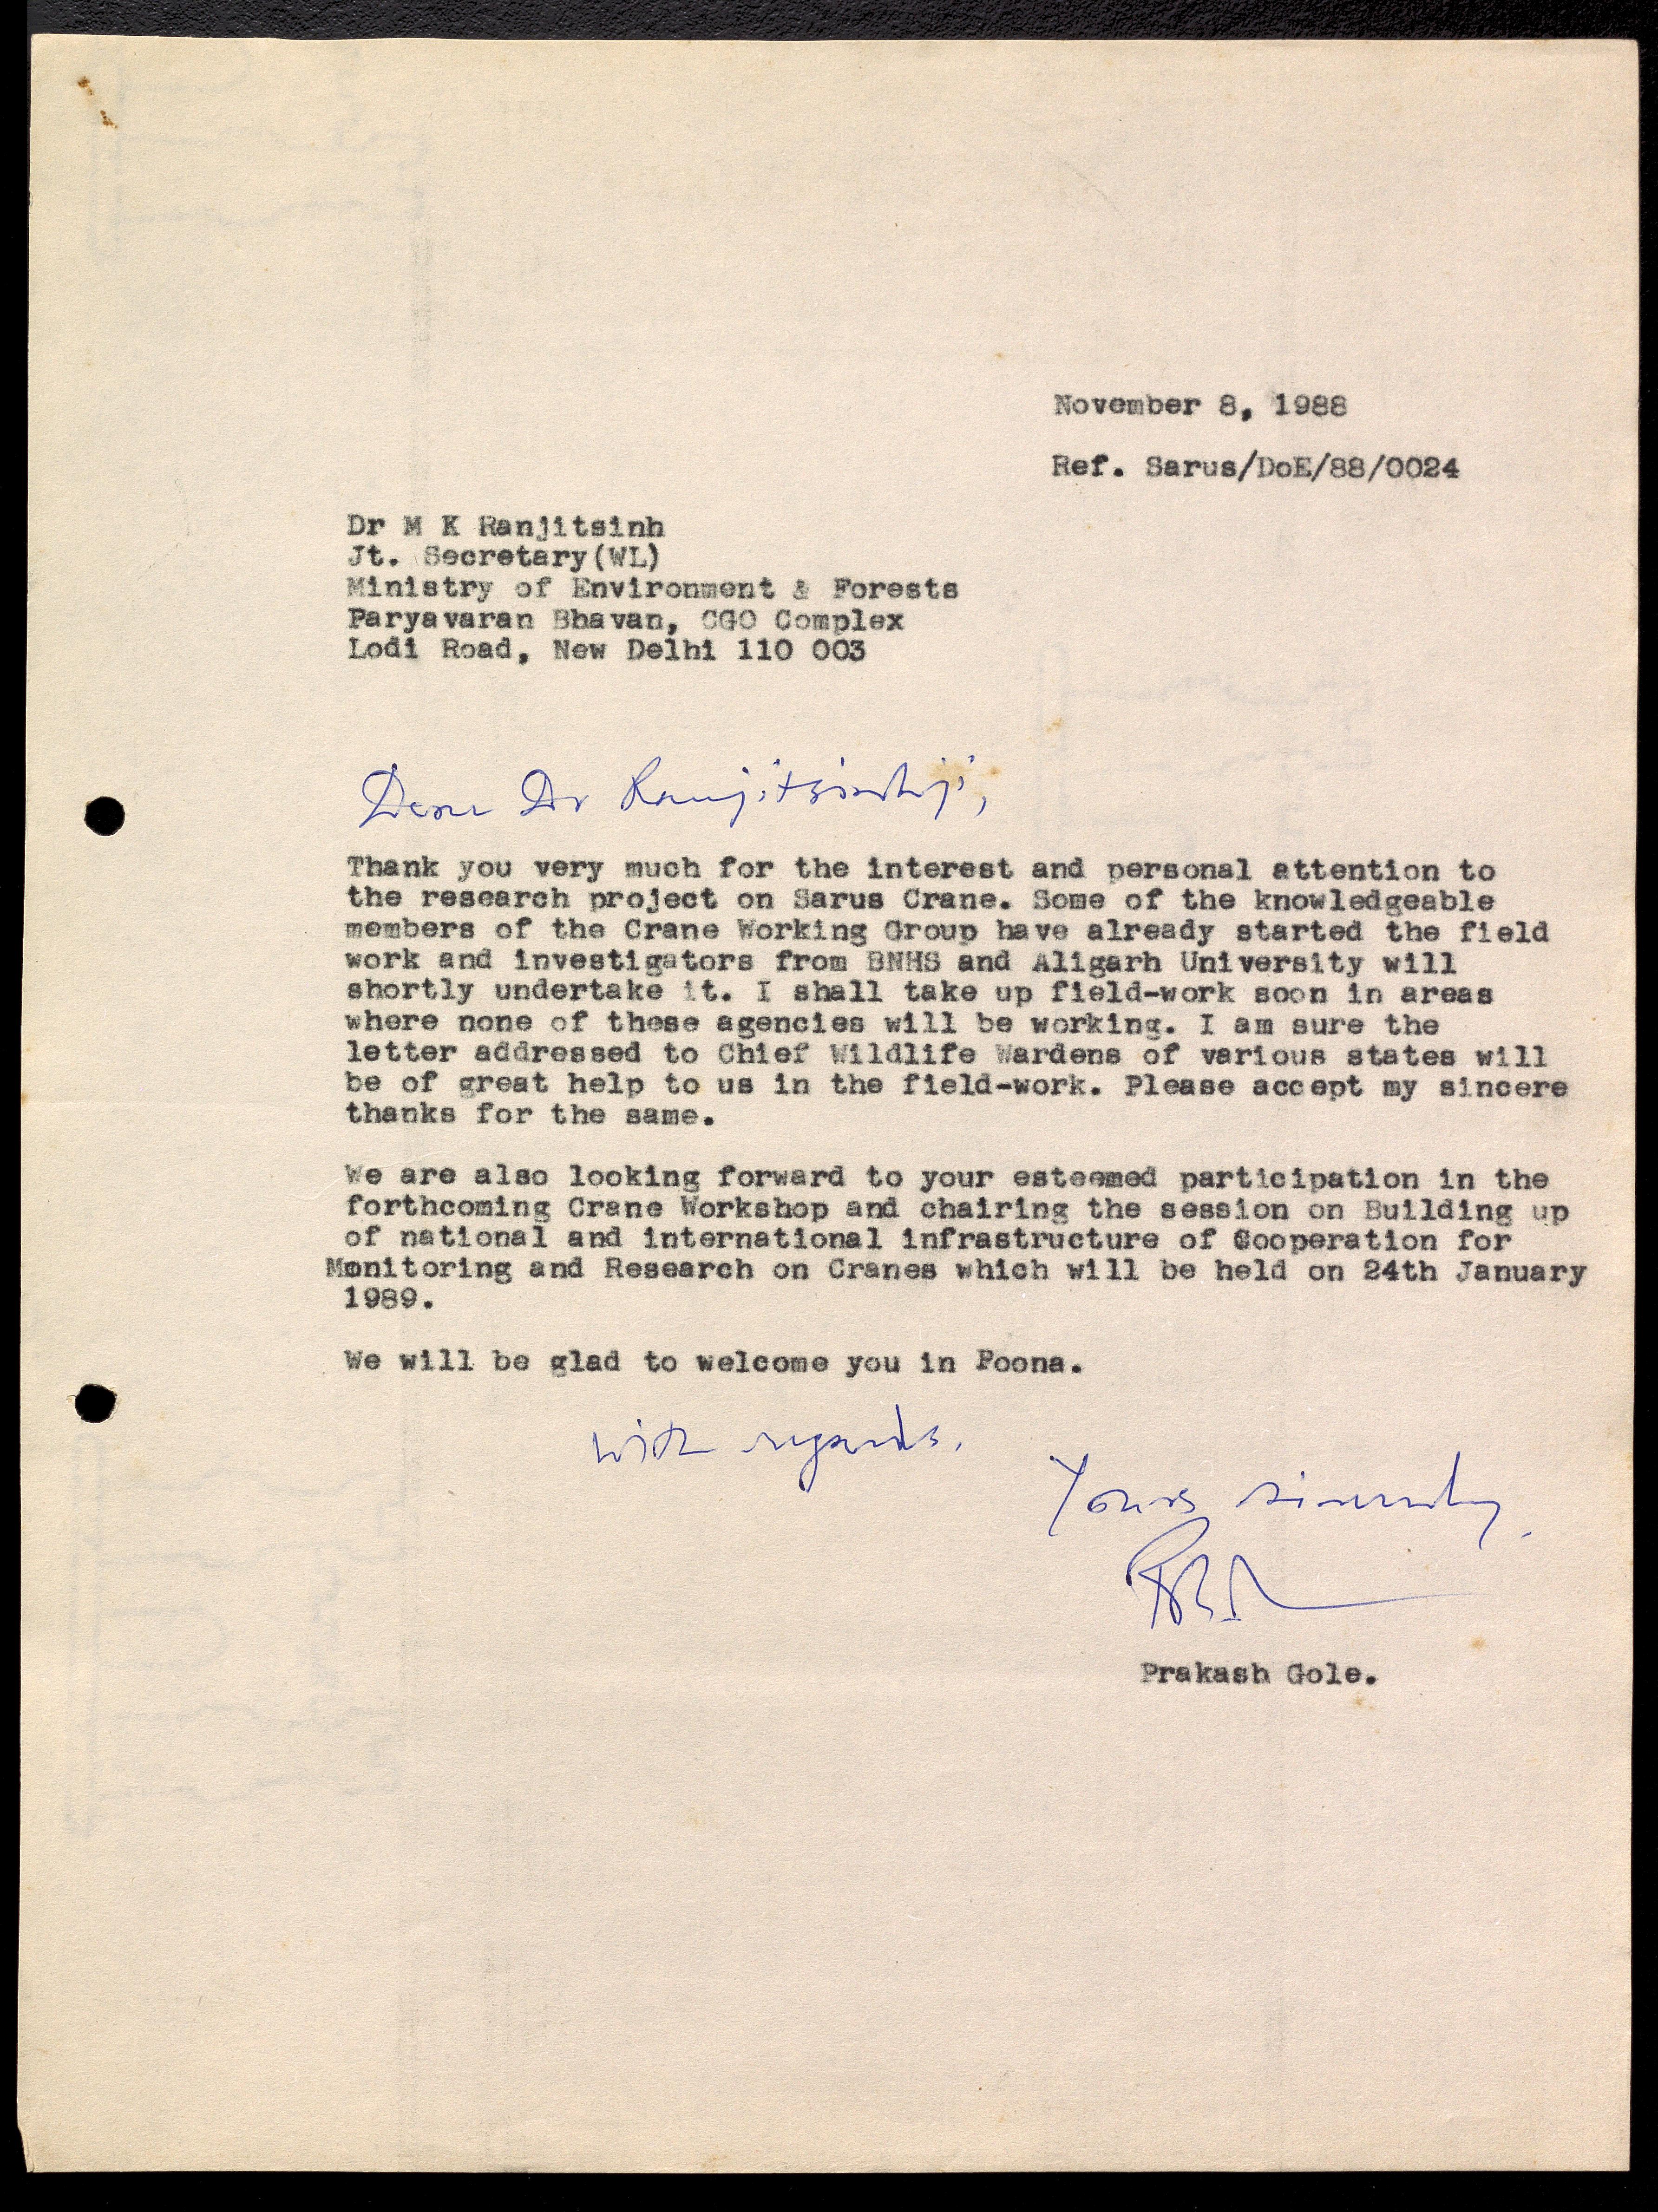 November 8, 1988
Ref. Sarus/DoE/88/0024
Dr M K Ranjitsinh
Jt. Secretary(WL)
Ministry of Environment & Forests
Paryavaran Bhavan, CGO Complex
Lodi Road, New Delhi 110 003
Dear Dr Ranjitsinhji,
Thank you very much for the interest and personal attention to
the research project on Sarus Crane. Some of the knowledgeable
members of the Crane Working Group have already started the field
work and investigators from BNHS and Aligarh University will
shortly undertake it. I shall take up field-work soon in areas
where none of these agencies will be working. I am sure the
letter addressed to Chief Wildlife Wardens of various states will
be of great help to us in the field-work. Please accept my sincere
thanks for the same.
We are also looking forward to your esteemed participation in the
forthcoming Crane Workshop and chairing the session on Building up
of national and international infrastructure of Cooperation for
Monitoring and Research on Cranes which will be held on 24th January
1989.
We will be glad to welcome you in Poona.
with regards.
Yours sincerely,
Prakash Gole.